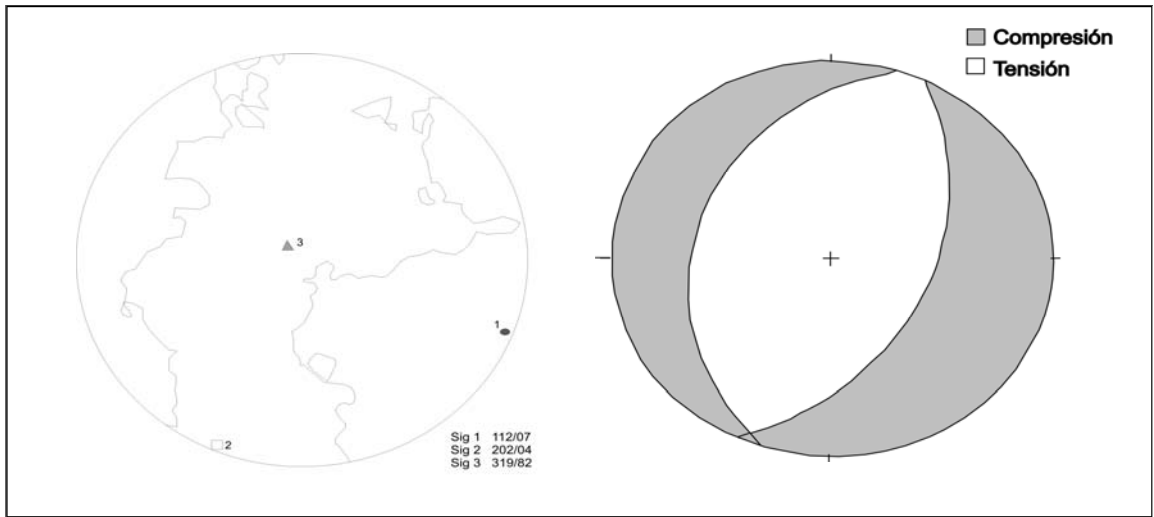 Compresión
Tensión
3
1
2
Sig 1 112/07
Sig 2 202/04
Sig 3 319/82